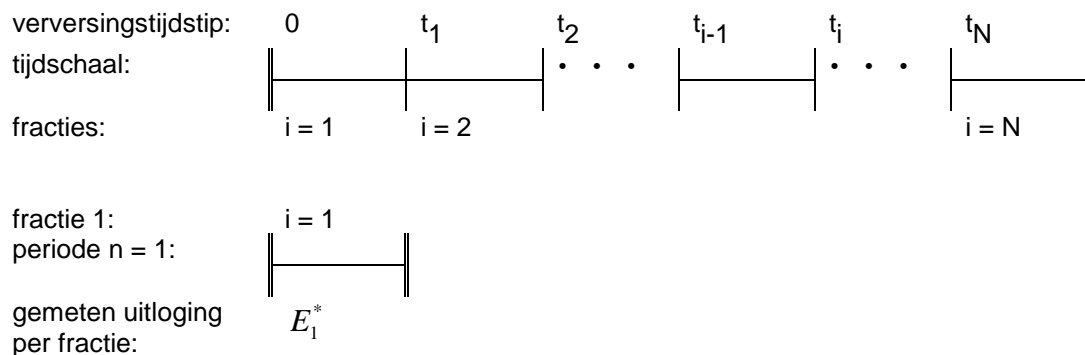 verversingstijdstip: 0 t1 t2 ti-1 ti tN
tijdschaal: . . . . . .
fracties: i = 1 i = 2 i = N
fractie 1: i = 1
periode n = 1:
gemeten uitloging E1*
per fractie: